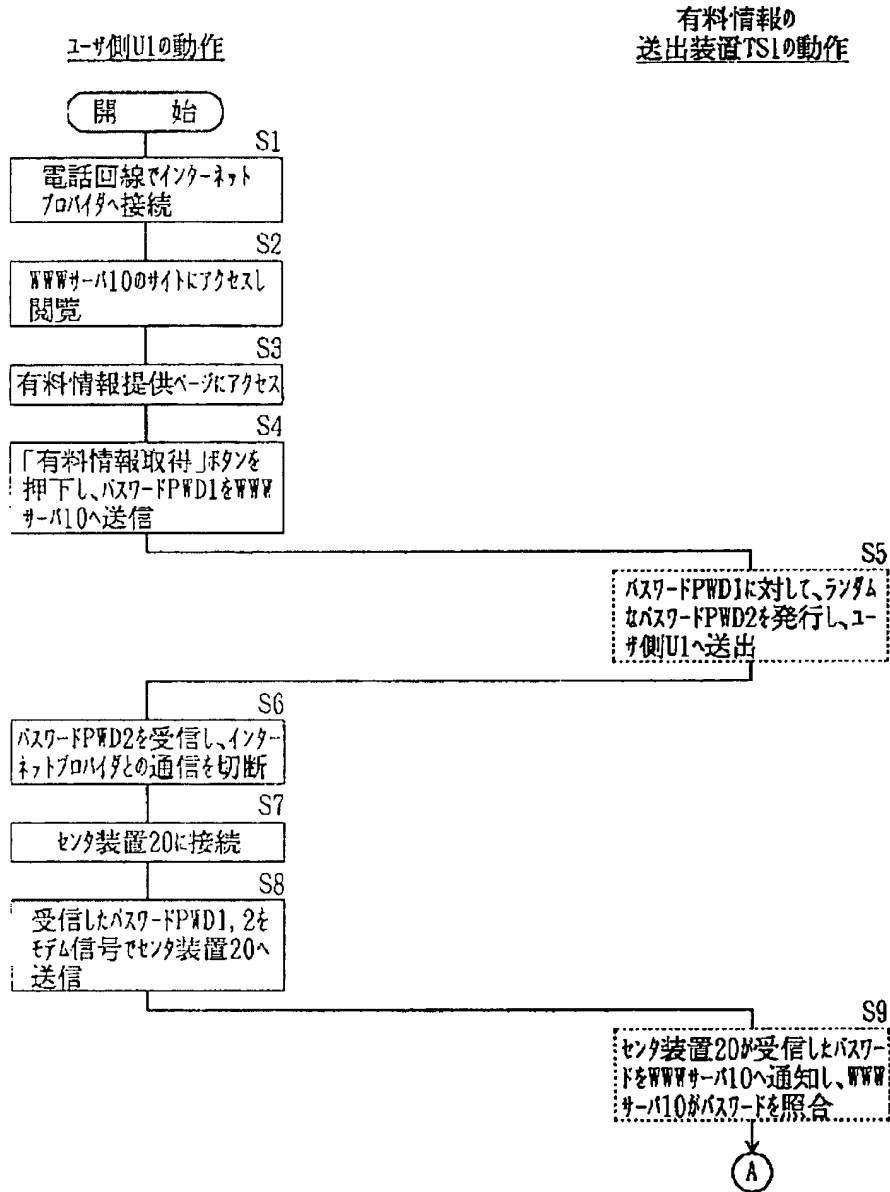 ユーザ側U1の動作
有料情報の
送出装置TS1の動作
開 始
S1
電話回線でインターネット
プロバイダへ接続
S2
WWWサーバ10のサイトにアクセスし
閲覧
S3
有料情報提供ページにアクセス
S4
「有料情報取得」ボタンを
押下し、パスワードPWD1をWWW
サーバ10へ送信
S5
パスワードPWD1に対して、ランダム
なパスワードPWD2を発行し、ユー
ザ側U1へ送出
S6
パスワードPWD2を受信し、インター
ネットプロバイダとの通信を切断
S7
センタ装置20に接続
S8
受信したパスワードPWD1,2を
モデム信号でセンタ装置20へ
送信
S9
センタ装置20が受信したパスワー
ドをWWWサーバ10へ通知し、WWW
サーバ10がパスワードを照合
A